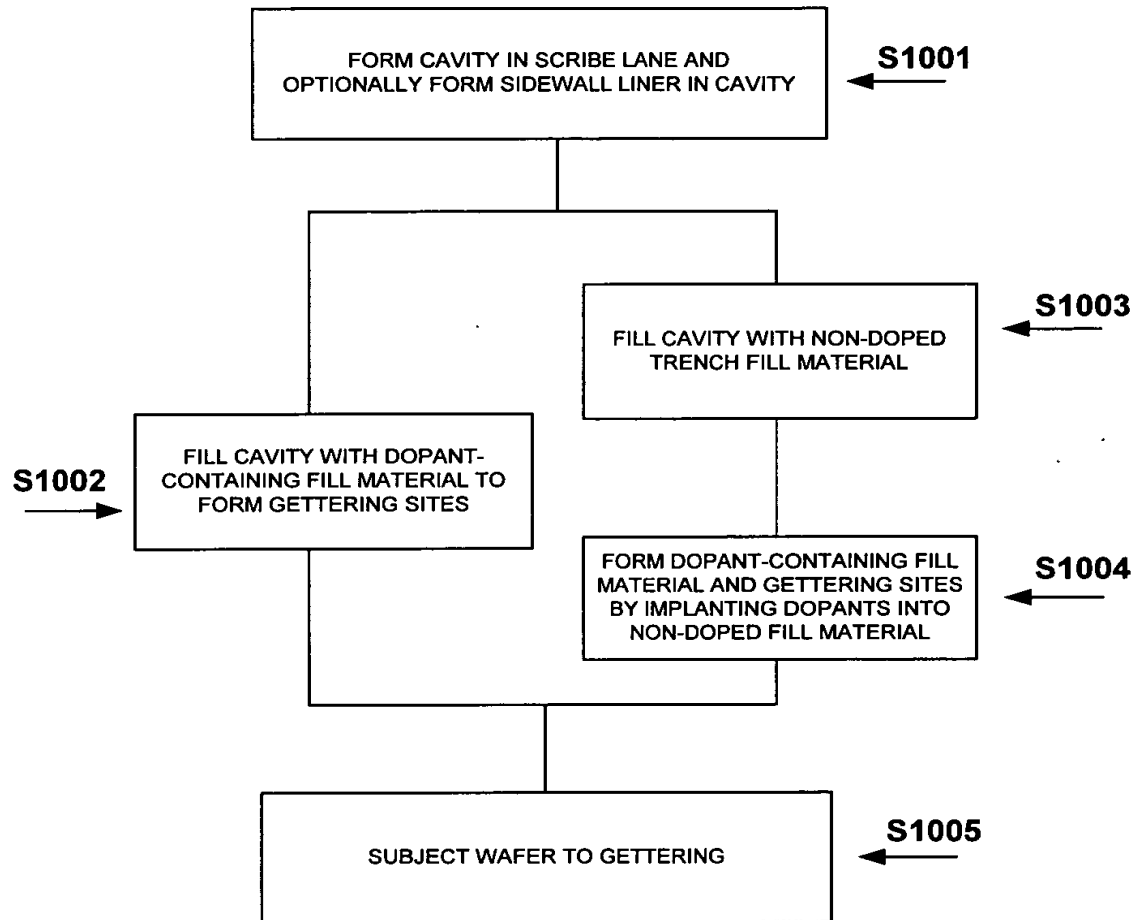 FORM CAVITY IN SCRIBE LANE AND
OPTIONALLY FORM SIDEWALL LINER IN CAVITY
S1001
S1003
FILL CAVITY WITH NON-DOPED
TRENCH FILL MATERIAL
S1002
FILL CAVITY WITH DOPANT-
CONTAINING FILL MATERIAL TO
FORM GETTERING SITES
FORM DOPANT-CONTAINING FILL
MATERIAL AND GETTERING SITES
BY IMPLANTING DOPANTS INTO
NON-DOPED FILL MATERIAL
S1004
SUBJECT WAFER TO GETTERING
S1005